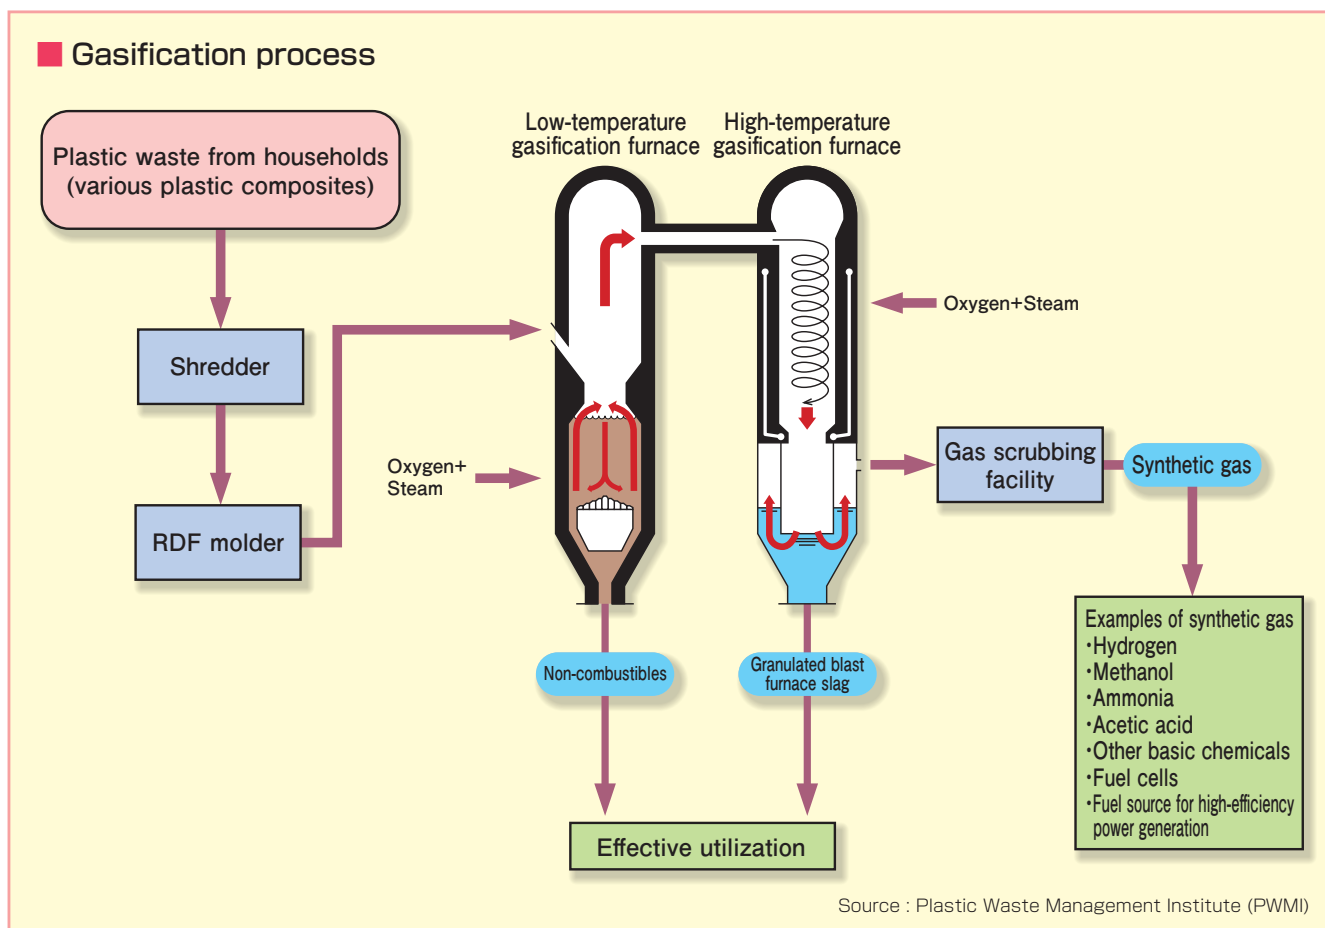 Gasification process
Plastic waste from households
(various plastic composites)
Shredder
RDF molder
Low-temperature
gasification furnace
High-temperature
gasification furnace
Oxygen+
Steam
Oxygen+Steam
Gas scrubbing
facility
Synthetic gas
Non-combustibles
Granulated blast
furnace slag
Effective utilization
Examples of synthetic gas
・Hydrogen
・Methanol
・Ammonia
・Acetic acid
・Other basic chemicals
・Fuel cells
・Fuel source for high-efficiency
power generation
Source : Plastic Waste Management Institute (PWMI)